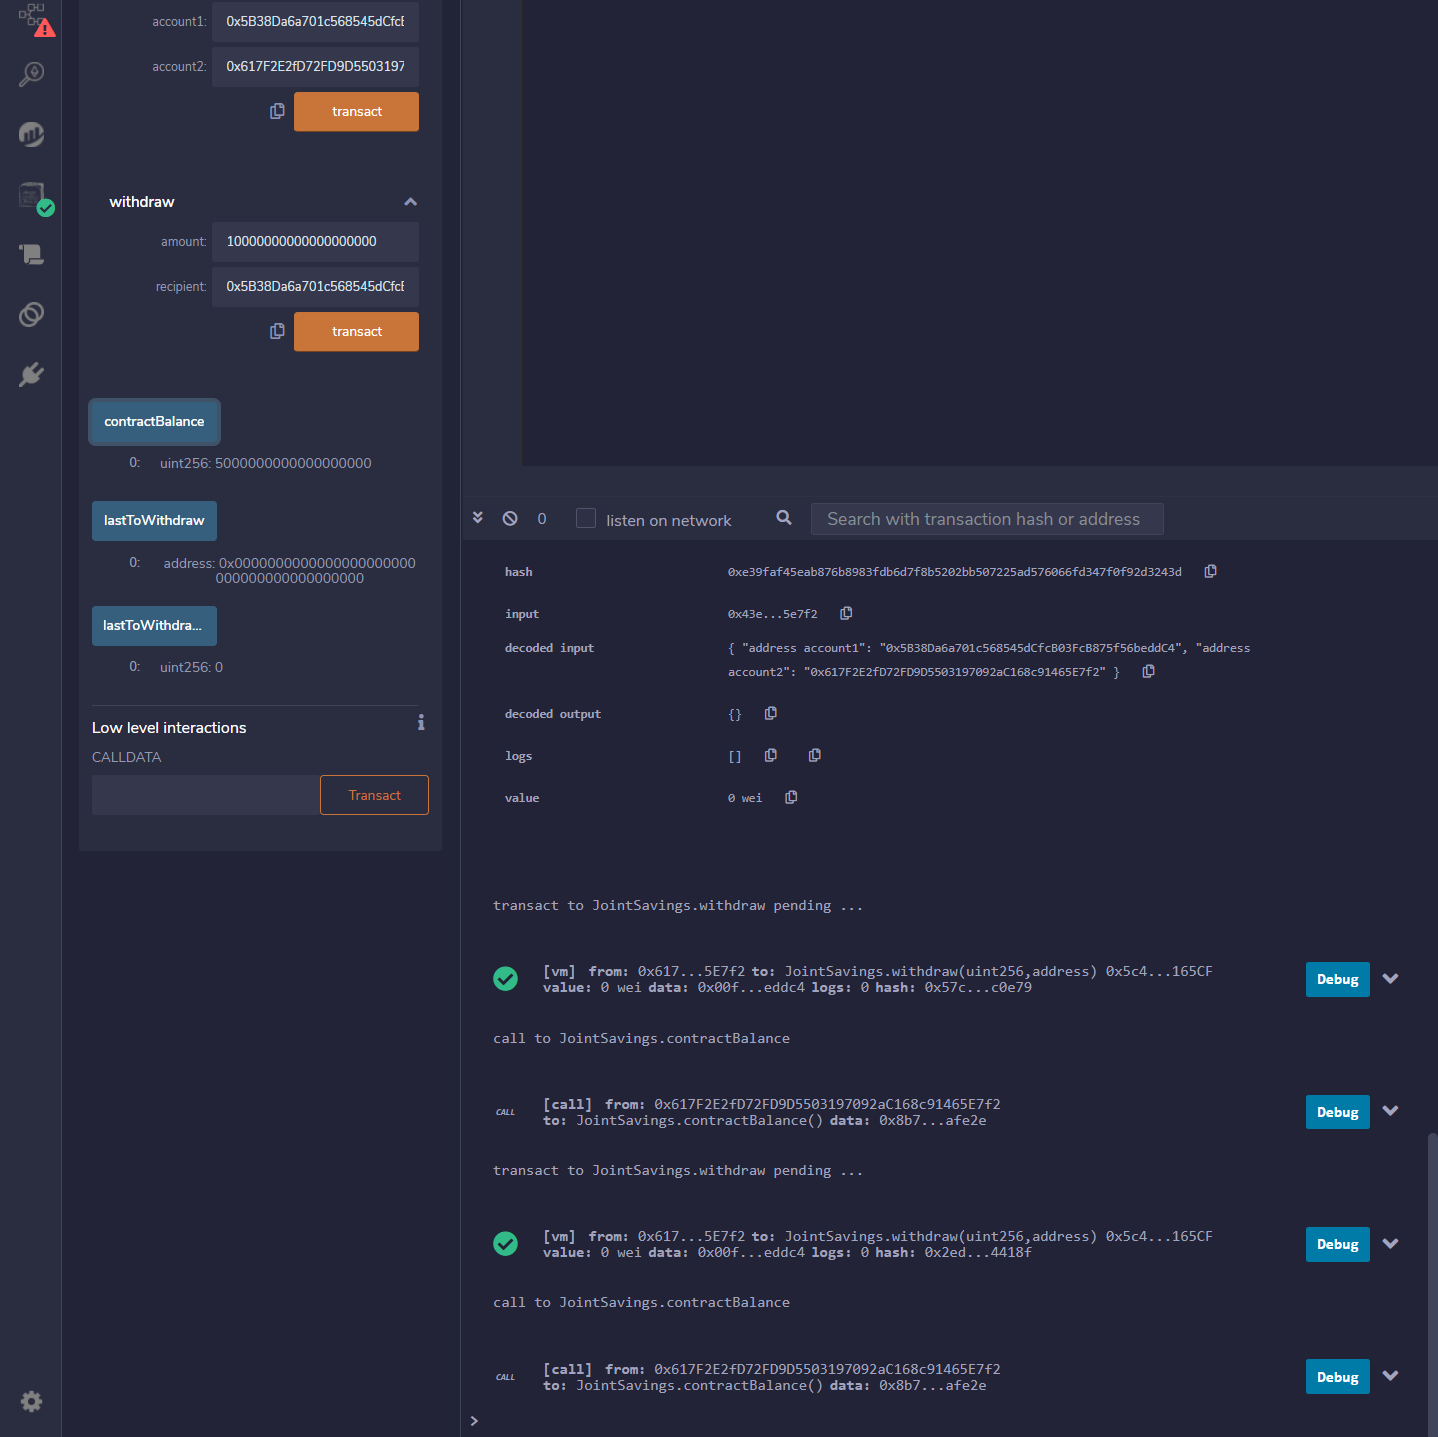 account1:
0x5B38Da6a701c568545dCfcB
account2:
0x617F2E2fD72FD9D5503197
transact
withdraw
amount:
10000000000000000000
recipient:
0x5B38Da6a701c568545dCfcB
transact
contractBalance
0:
uint256: 5000000000000000000
lastToWithdraw
0:
address: 0x0000000000000000000000
000000000000000000
lastToWithdra...
0:
uint256: 0
Low level interactions
CALLDATA
Transact
0
listen on network
Search with transaction hash or address
hash
0xe39faf45eab876b8983fdb6d7f8b5202bb507225ad576066fd347f0f92d3243d
input
0x43e...5e7f2
decoded input
{ "address account1": "0x5B38Da6a701c568545dCfcB03FcB875f56beddC4", "address
account2": "0x617F2E2fD72FD9D5503197092aC168c91465E7f2" }
decoded output
{}
logs
[]
value
0 wei
transact to JointSavings.withdraw pending ...
[vm] from: 0x617...5E7f2 to: JointSavings.withdraw(uint256,address) 0x5c4...165CF
value: 0 wei data: 0x00f...eddc4 logs: 0 hash: 0x57c...c0e79
Debug
call to JointSavings.contractBalance
CALL
[call] from: 0x617F2E2fD72FD9D5503197092aC168c91465E7f2
to: JointSavings.contractBalance() data: 0x8b7...afe2e
Debug
transact to JointSavings.withdraw pending ...
[vm] from: 0x617...5E7f2 to: JointSavings.withdraw(uint256,address) 0x5c4...165CF
value: 0 wei data: 0x00f...eddc4 logs: 0 hash: 0x2ed...4418f
Debug
call to JointSavings.contractBalance
CALL
[call] from: 0x617F2E2fD72FD9D5503197092aC168c91465E7f2
to: JointSavings.contractBalance() data: 0x8b7...afe2e
Debug
>